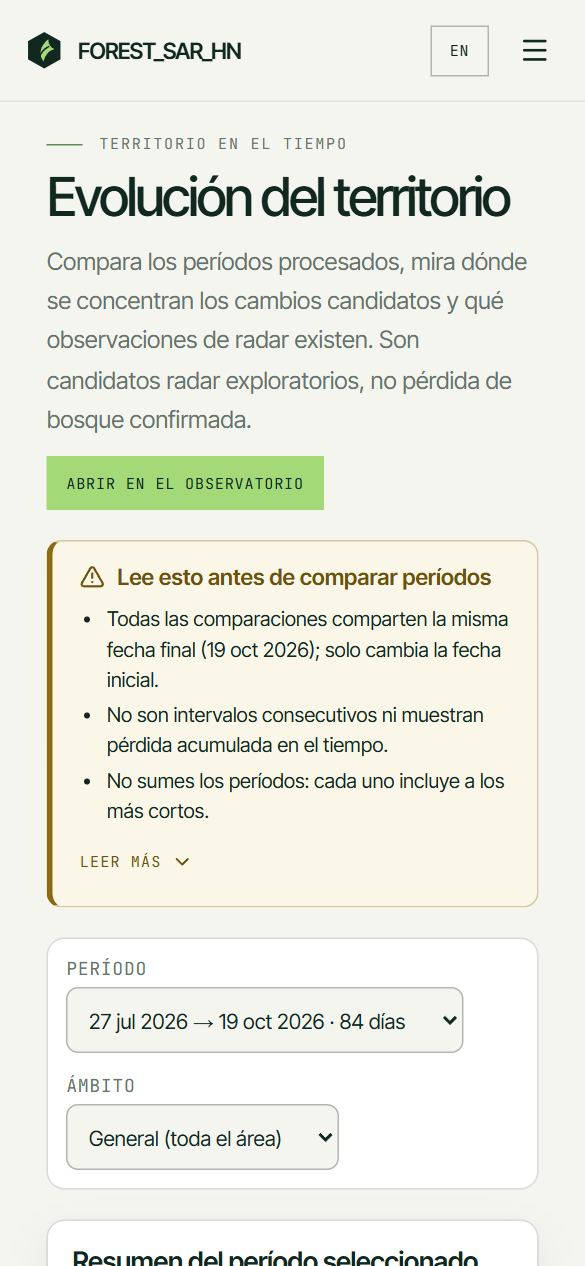 FOREST_SAR_HN
EN
TERRITORIO EN EL TIEMPO
Evolución del territorio
Compara los períodos procesados, mira dónde
se concentran los cambios candidatos y qué
observaciones de radar existen. Son
candidatos radar exploratorios, no pérdida de
bosque confirmada.
ABRIR EN EL OBSERVATORIO
Lee esto antes de comparar períodos
• Todas las comparaciones comparten la misma
fecha final (19 oct 2026); solo cambia la fecha
inicial.
• No son intervalos consecutivos ni muestran
pérdida acumulada en el tiempo.
• No sumes los períodos: cada uno incluye a los
más cortos.
LEER MÁS
PERÍODO
27 jul 2026 → 19 oct 2026 · 84 días
ÁMBITO
General (toda el área)
Resumen del período seleccionado